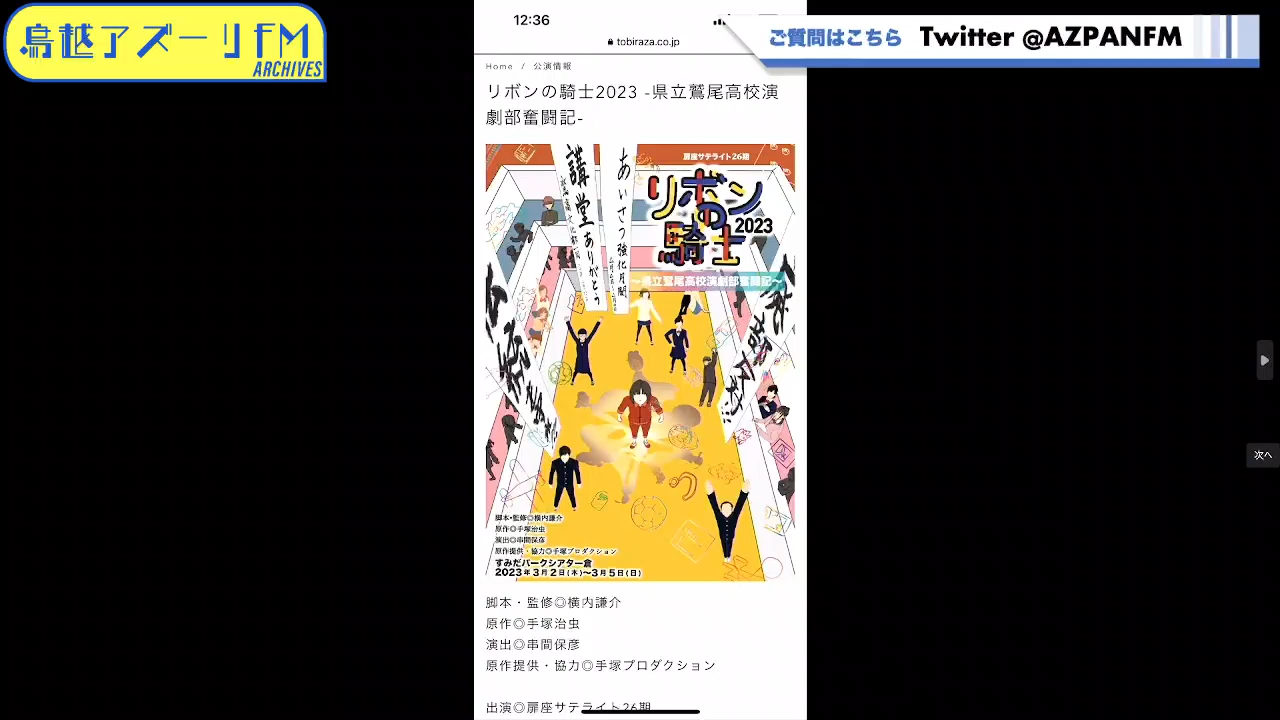 鳥越アズーリFM
ARCHIVES
12:36
tobiraza.co.jp
ご質問はこちら Twitter @AZPANFM
Home / 公演情報
リボンの騎士2023 -県立鷲尾高校演
劇部奮闘記-
扉座サテライト26期
リボンの騎士
2023
～県立鷲尾高校演劇部奮闘記～
講堂ありがとう
あいさつ強化月間
脚本・監修◎横内謙介
原作◎手塚治虫
演出◎串間保彦
原作提供・協力◎手塚プロダクション
すみだパークシアター倉
2023年3月2日(木)〜3月5日(日)
脚本・監修◎横内謙介
原作◎手塚治虫
演出◎串間保彦
原作提供・協力◎手塚プロダクション
出演◎扉座サテライト26期
次へ